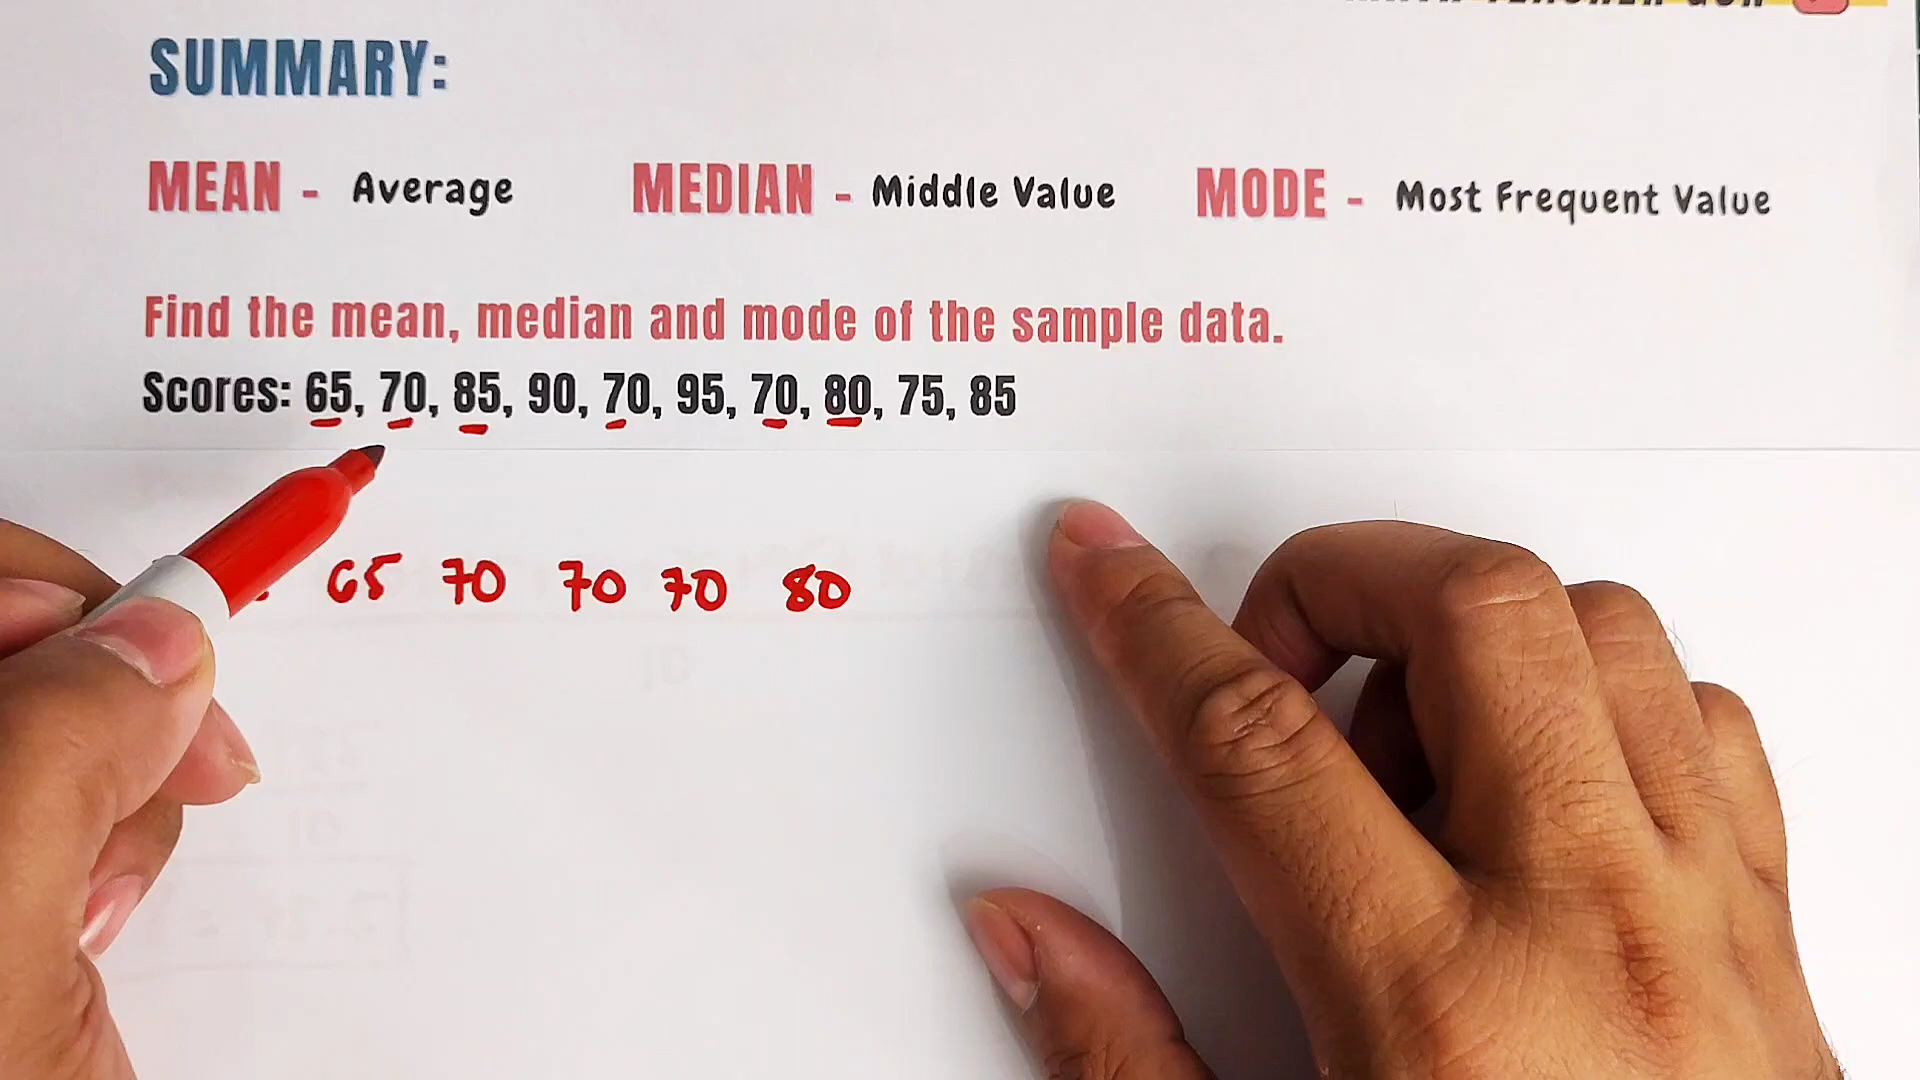 SUMMARY:
MEAN - Average MEDIAN - Middle Value MODE - Most Frequent Value
Find the mean, median and mode of the sample data.
Scores: 65, 70, 85, 90, 70, 95, 70, 80, 75, 85
65 70 70 70 80